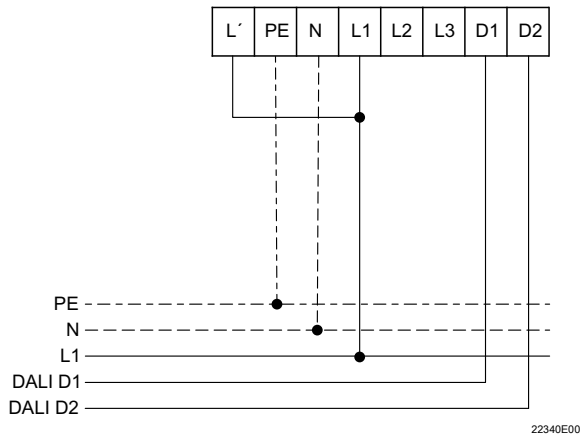 L´ PE N L1 L2 L3 D1 D2
PE
N
L1
DALI D1
DALI D2
22340E00